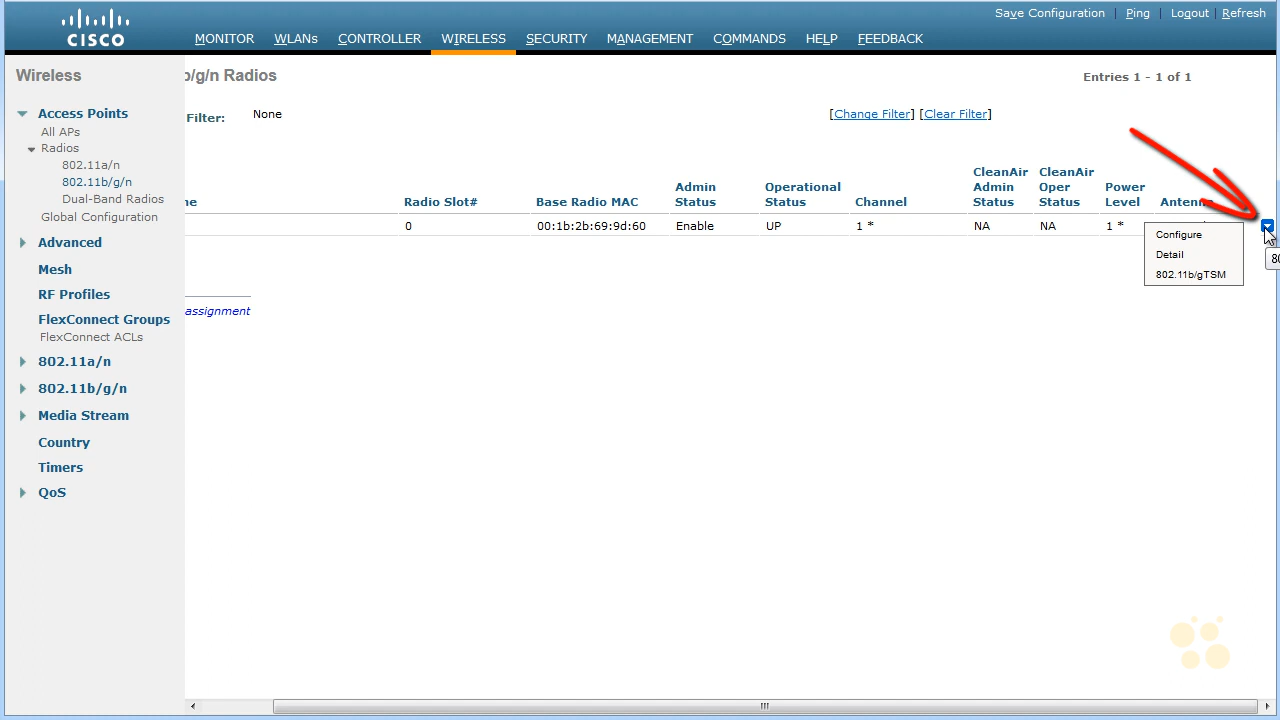 Save Configuration | Ping | Logout | Refresh
CISCO
MONITOR WLANs CONTROLLER WIRELESS SECURITY MANAGEMENT COMMANDS HELP FEEDBACK
Wireless
Access Points
All APs
Radios
802.11a/n
802.11b/g/n
Dual-Band Radios
Global Configuration
Advanced
Mesh
RF Profiles
FlexConnect Groups
FlexConnect ACLs
802.11a/n
802.11b/g/n
Media Stream
Country
Timers
QoS
b/g/n Radios
Entries 1 - 1 of 1
Filter: None [Change Filter] [Clear Filter]
ne Radio Slot# Base Radio MAC Admin Status Operational Status Channel CleanAir Admin Status CleanAir Oper Status Power Level Antenna
0 00:1b:2b:69:9d:60 Enable UP 1 * NA NA 1 *
Configure
Detail
802.11b/gTSM
80
assignment